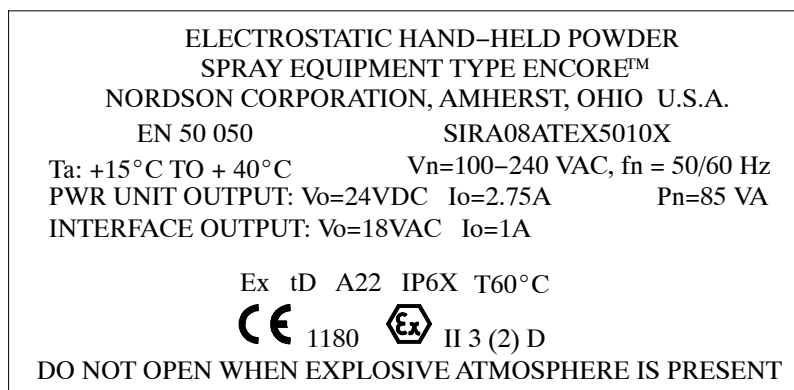 ELECTROSTATIC HAND–HELD POWDER
SPRAY EQUIPMENT TYPE ENCORE™
NORDSON CORPORATION, AMHERST, OHIO U.S.A.
EN 50 050 SIRA08ATEX5010X
Ta: +15°C TO + 40°C Vn=100–240 VAC, fn = 50/60 Hz
PWR UNIT OUTPUT: Vo=24VDC Io=2.75A Pn=85 VA
INTERFACE OUTPUT: Vo=18VAC Io=1A
Ex tD A22 IP6X T60°C
CE 1180 Ex II 3 (2) D
DO NOT OPEN WHEN EXPLOSIVE ATMOSPHERE IS PRESENT